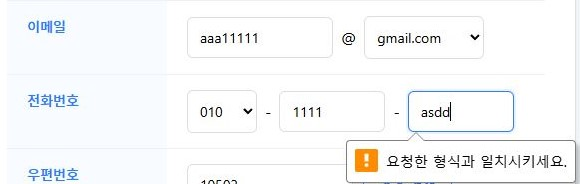 이메일 aaa11111 @ gmail.com
전화번호 010 - 1111 - asdd
요청한 형식과 일치시키세요.
우편번호